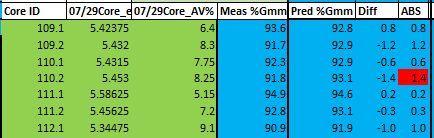 Core ID 07/29Core_e 07/29Core_AV% Meas %Gmm Pred %Gmm Diff ABS
109.1 5.42375 6.4 93.6 92.8 0.8 0.8
109.2 5.432 8.3 91.7 92.9 -1.2 1.2
110.1 5.4315 7.75 92.3 92.9 -0.6 0.6
110.2 5.453 8.25 91.8 93.1 -1.4 1.4
111.1 5.58625 5.15 94.9 94.6 0.2 0.2
111.2 5.45625 7.2 92.8 93.1 -0.3 0.3
112.1 5.34475 9.1 90.9 91.9 -1.0 1.0